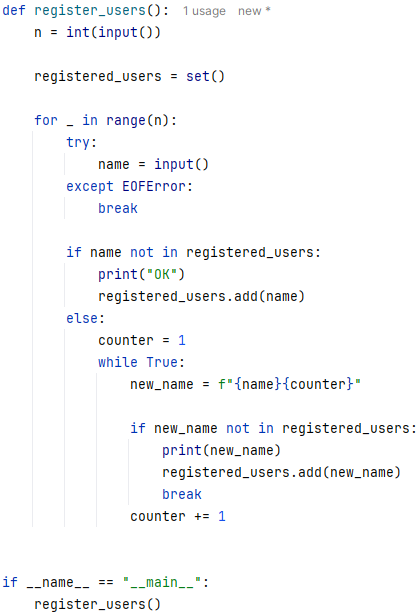 def register_users():  1 usage  new *
    n = int(input())

    registered_users = set()

    for _ in range(n):
        try:
            name = input()
        except EOFError:
            break

        if name not in registered_users:
            print("OK")
            registered_users.add(name)
        else:
            counter = 1
            while True:
                new_name = f"{name}{counter}"

                if new_name not in registered_users:
                    print(new_name)
                    registered_users.add(new_name)
                    break
                counter += 1


if __name__ == "__main__":
    register_users()